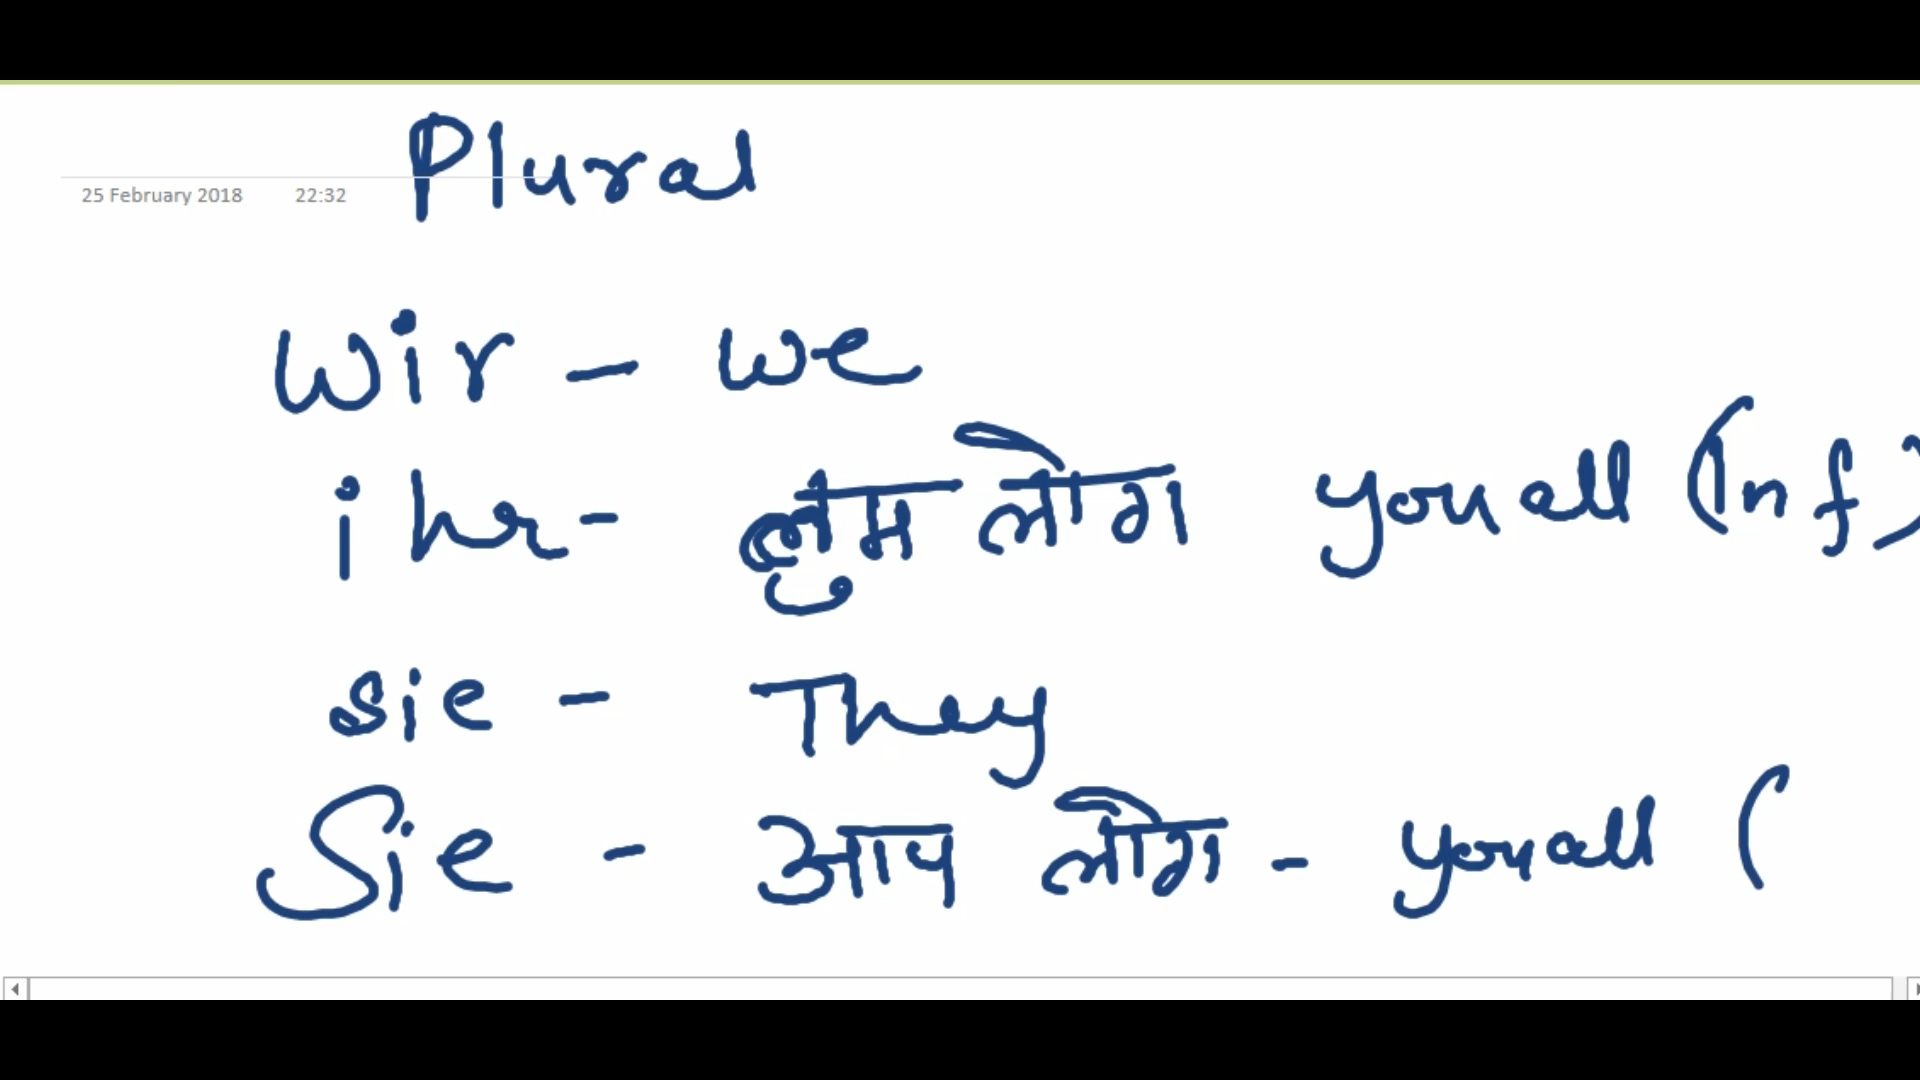 Plural
25 February 2018 22:32
Wir - we
ihr - तुम लोग you all (Inf)
sie - They
Sie - आप लोग - you all (